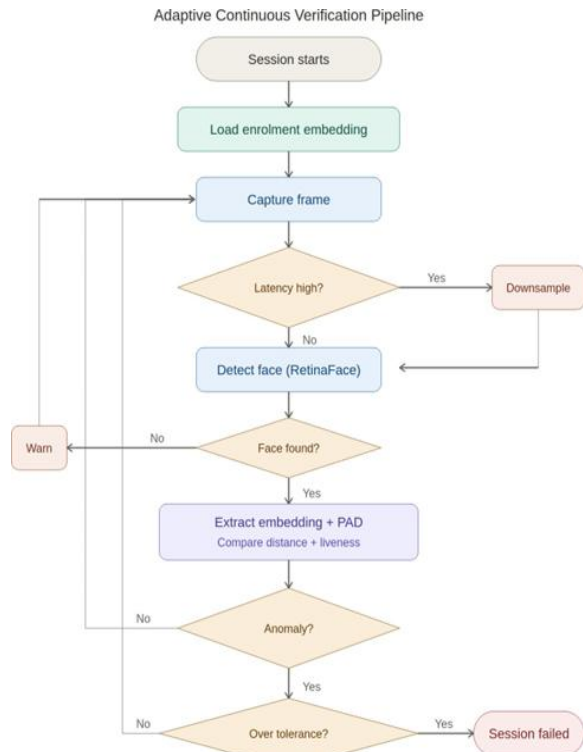 Adaptive Continuous Verification Pipeline
Session starts
Load enrolment embedding
Capture frame
Latency high?
Yes
Downsample
No
Detect face (RetinaFace)
Face found?
No
Warn
Yes
Extract embedding + PAD
Compare distance + liveness
Anomaly?
No
Yes
Over tolerance?
No
Yes
Session failed